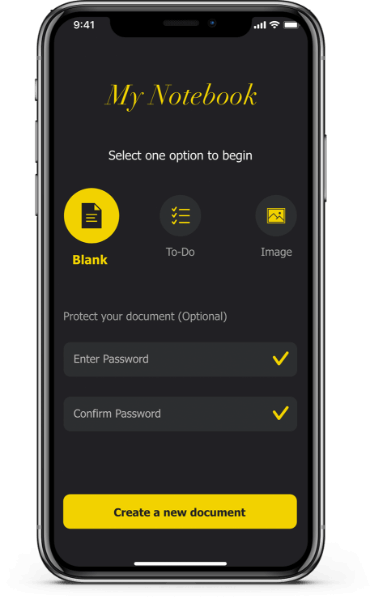 9:41
My Notebook
Select one option to begin
Blank
To-Do
Image
Protect your document (Optional)
Enter Password
Confirm Password
Create a new document